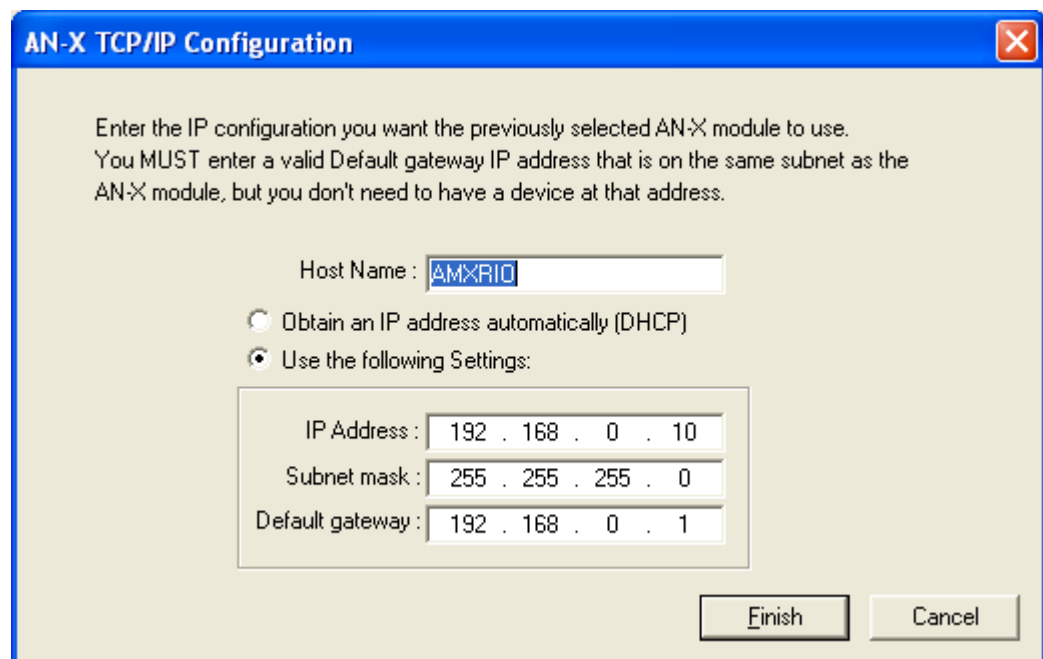 AN-X TCP/IP Configuration
Enter the IP configuration you want the previously selected AN-X module to use.
You MUST enter a valid Default gateway IP address that is on the same subnet as the
AN-X module, but you don't need to have a device at that address.
Host Name : AMXRIO
Obtain an IP address automatically (DHCP)
Use the following Settings:
IP Address : 192 . 168 . 0 . 10
Subnet mask : 255 . 255 . 255 . 0
Default gateway : 192 . 168 . 0 . 1
Finish Cancel